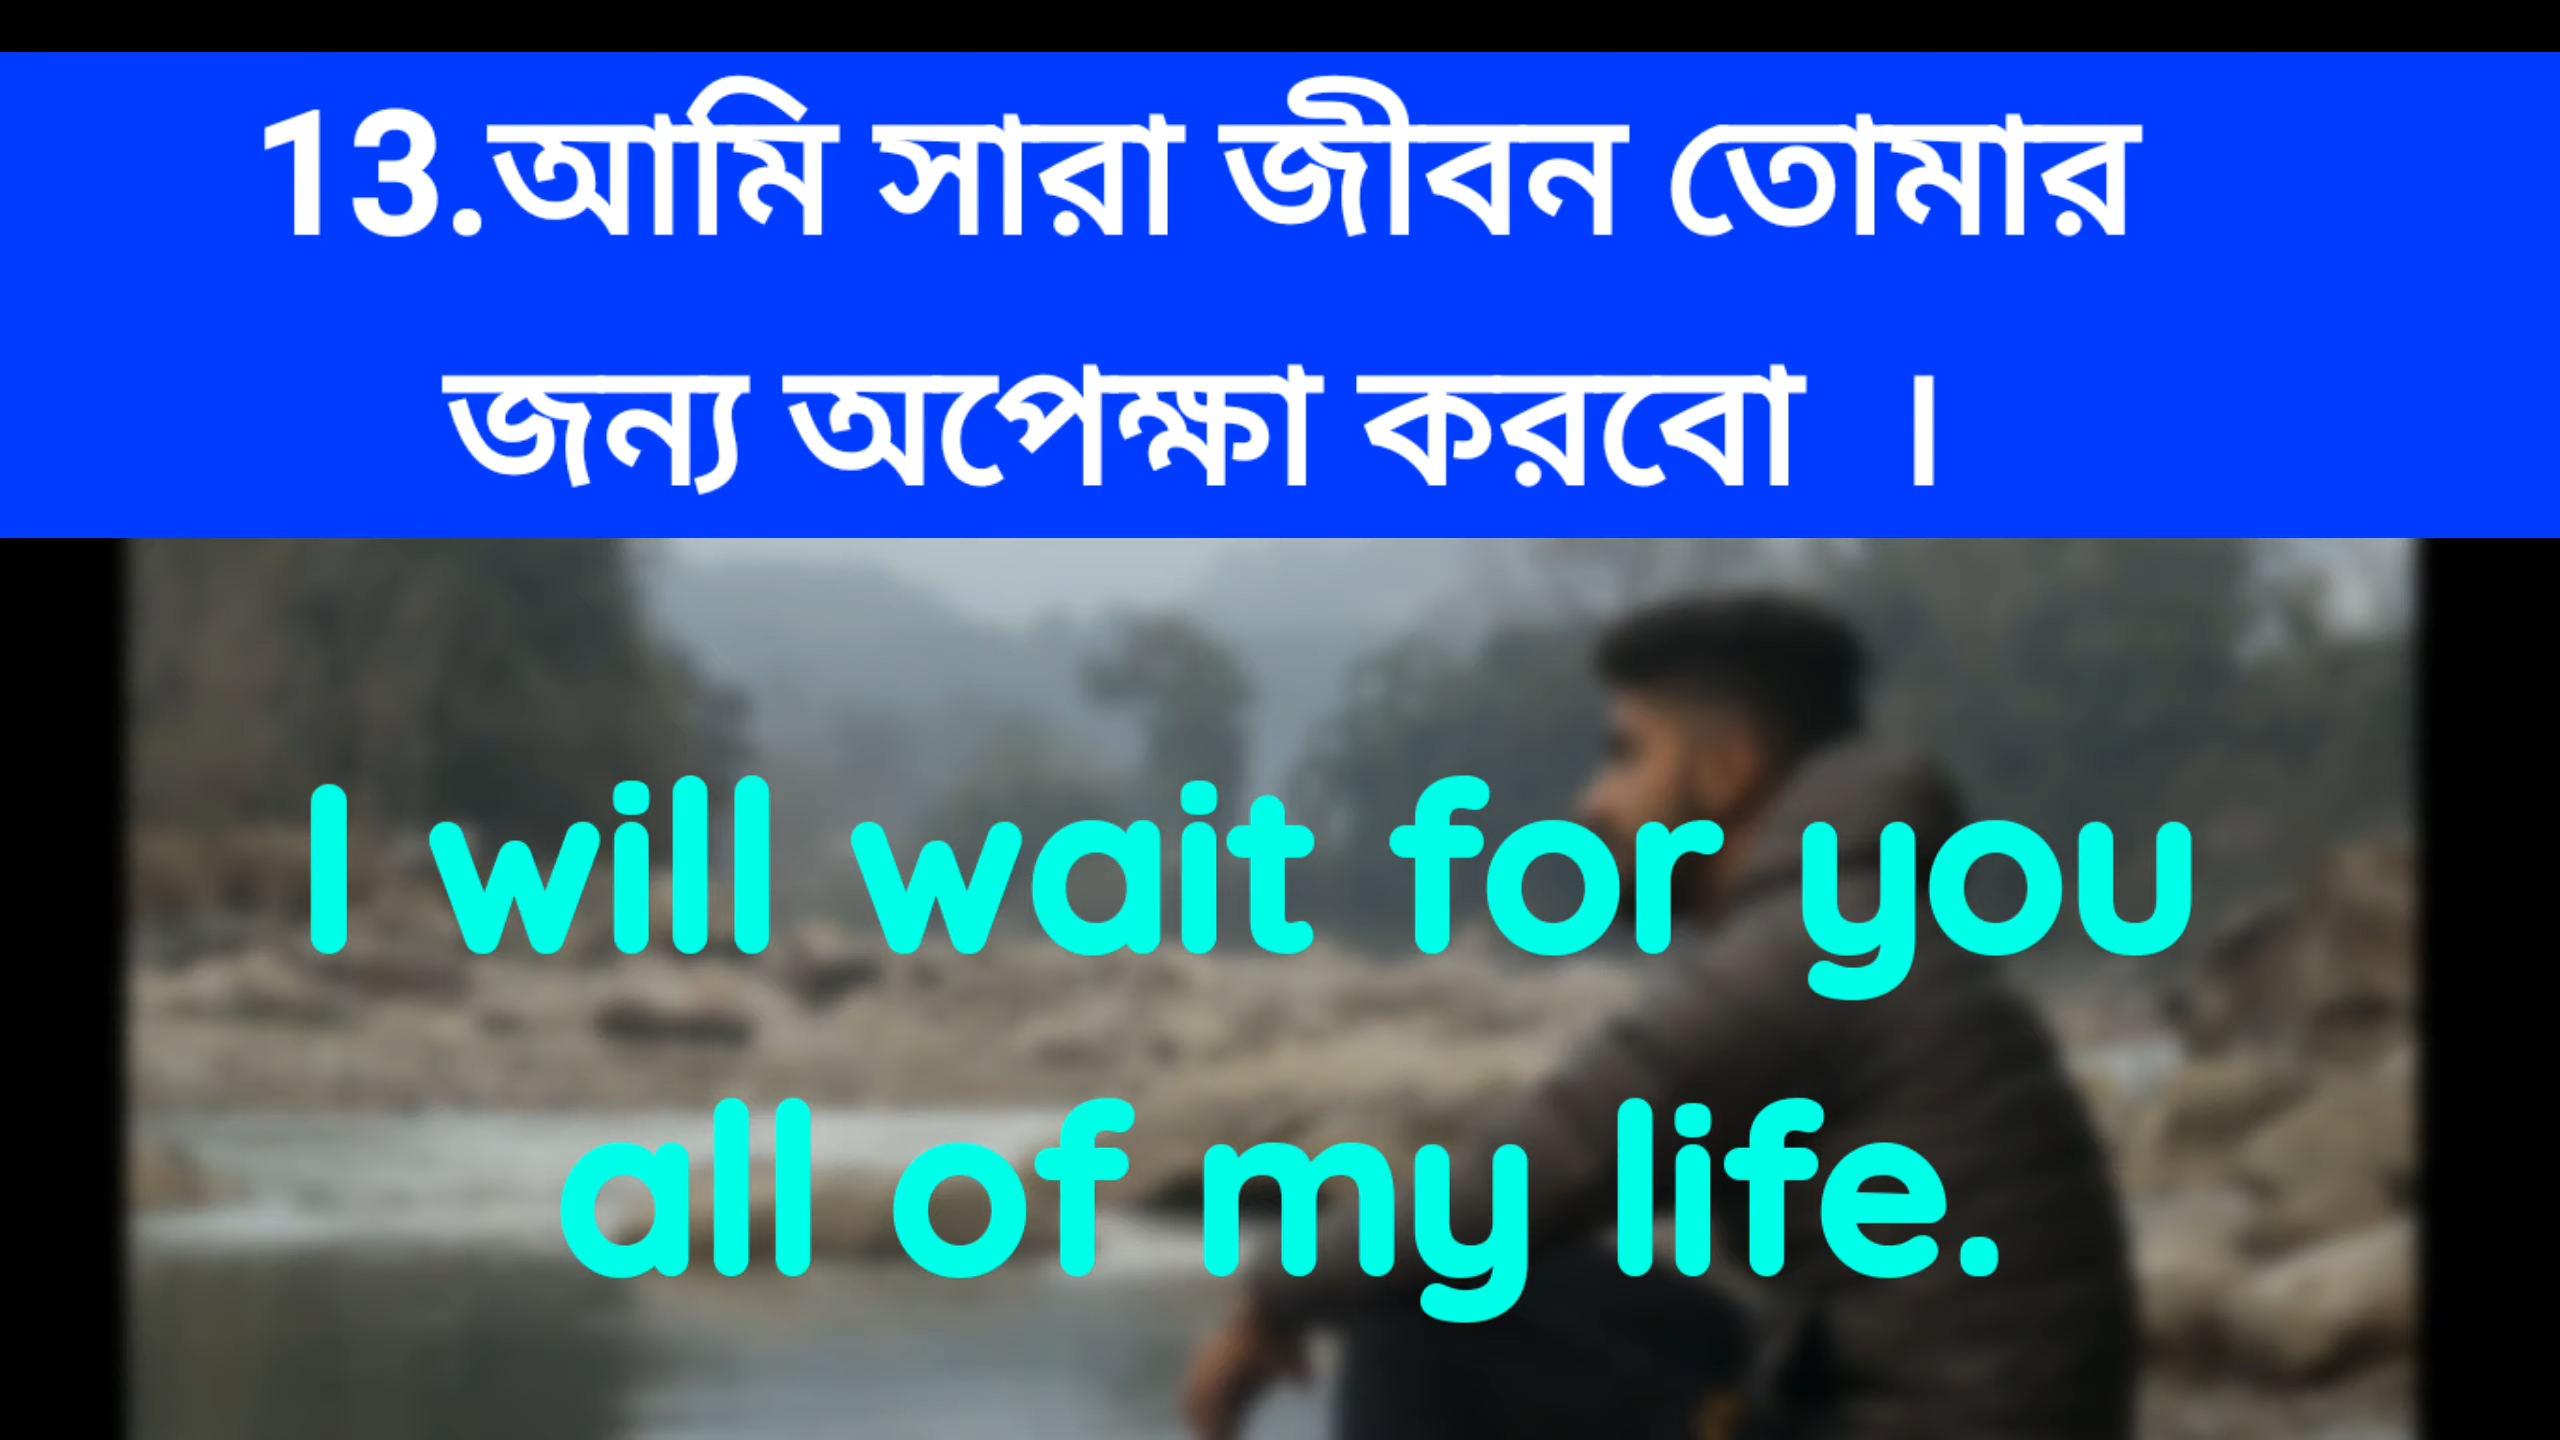 13.আমি সারা জীবন তোমার
জন্য অপেক্ষা করবো ।
I will wait for you
all of my life.